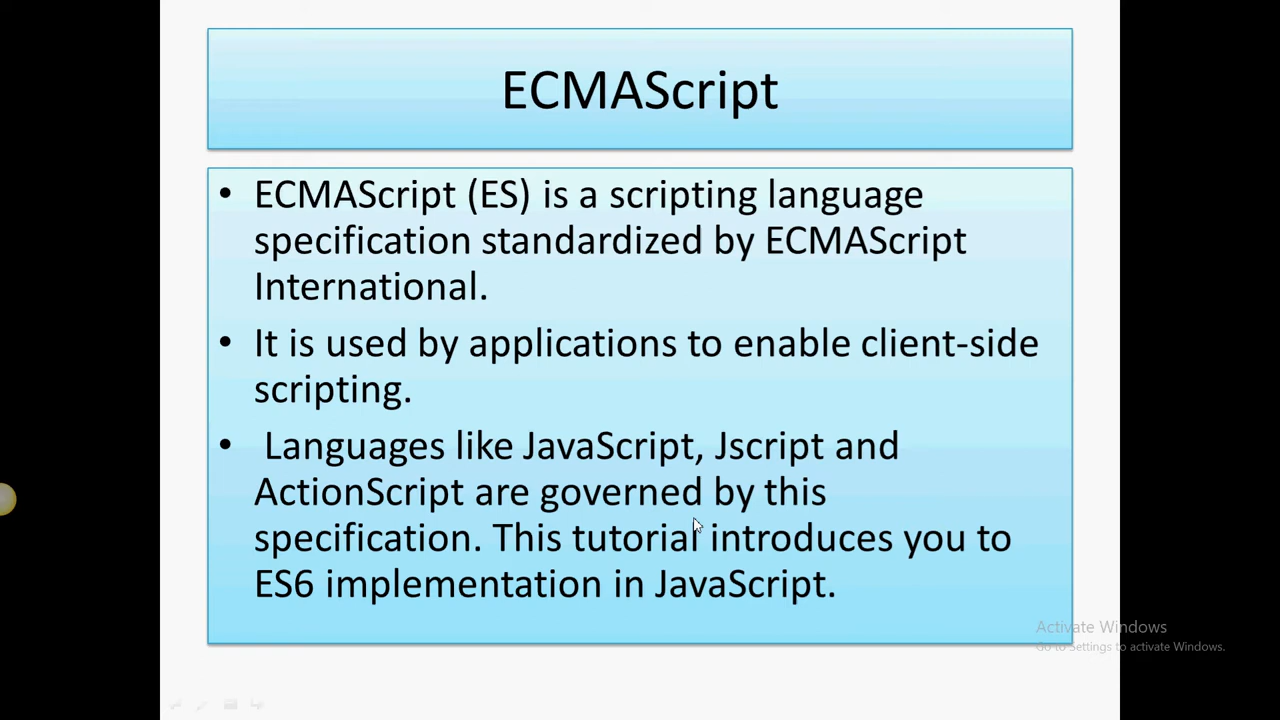 ECMAScript
• ECMAScript (ES) is a scripting language
specification standardized by ECMAScript
International.
• It is used by applications to enable client-side
scripting.
• Languages like JavaScript, Jscript and
ActionScript are governed by this
specification. This tutorial introduces you to
ES6 implementation in JavaScript.
Activate Windows
Go to Settings to activate Windows.